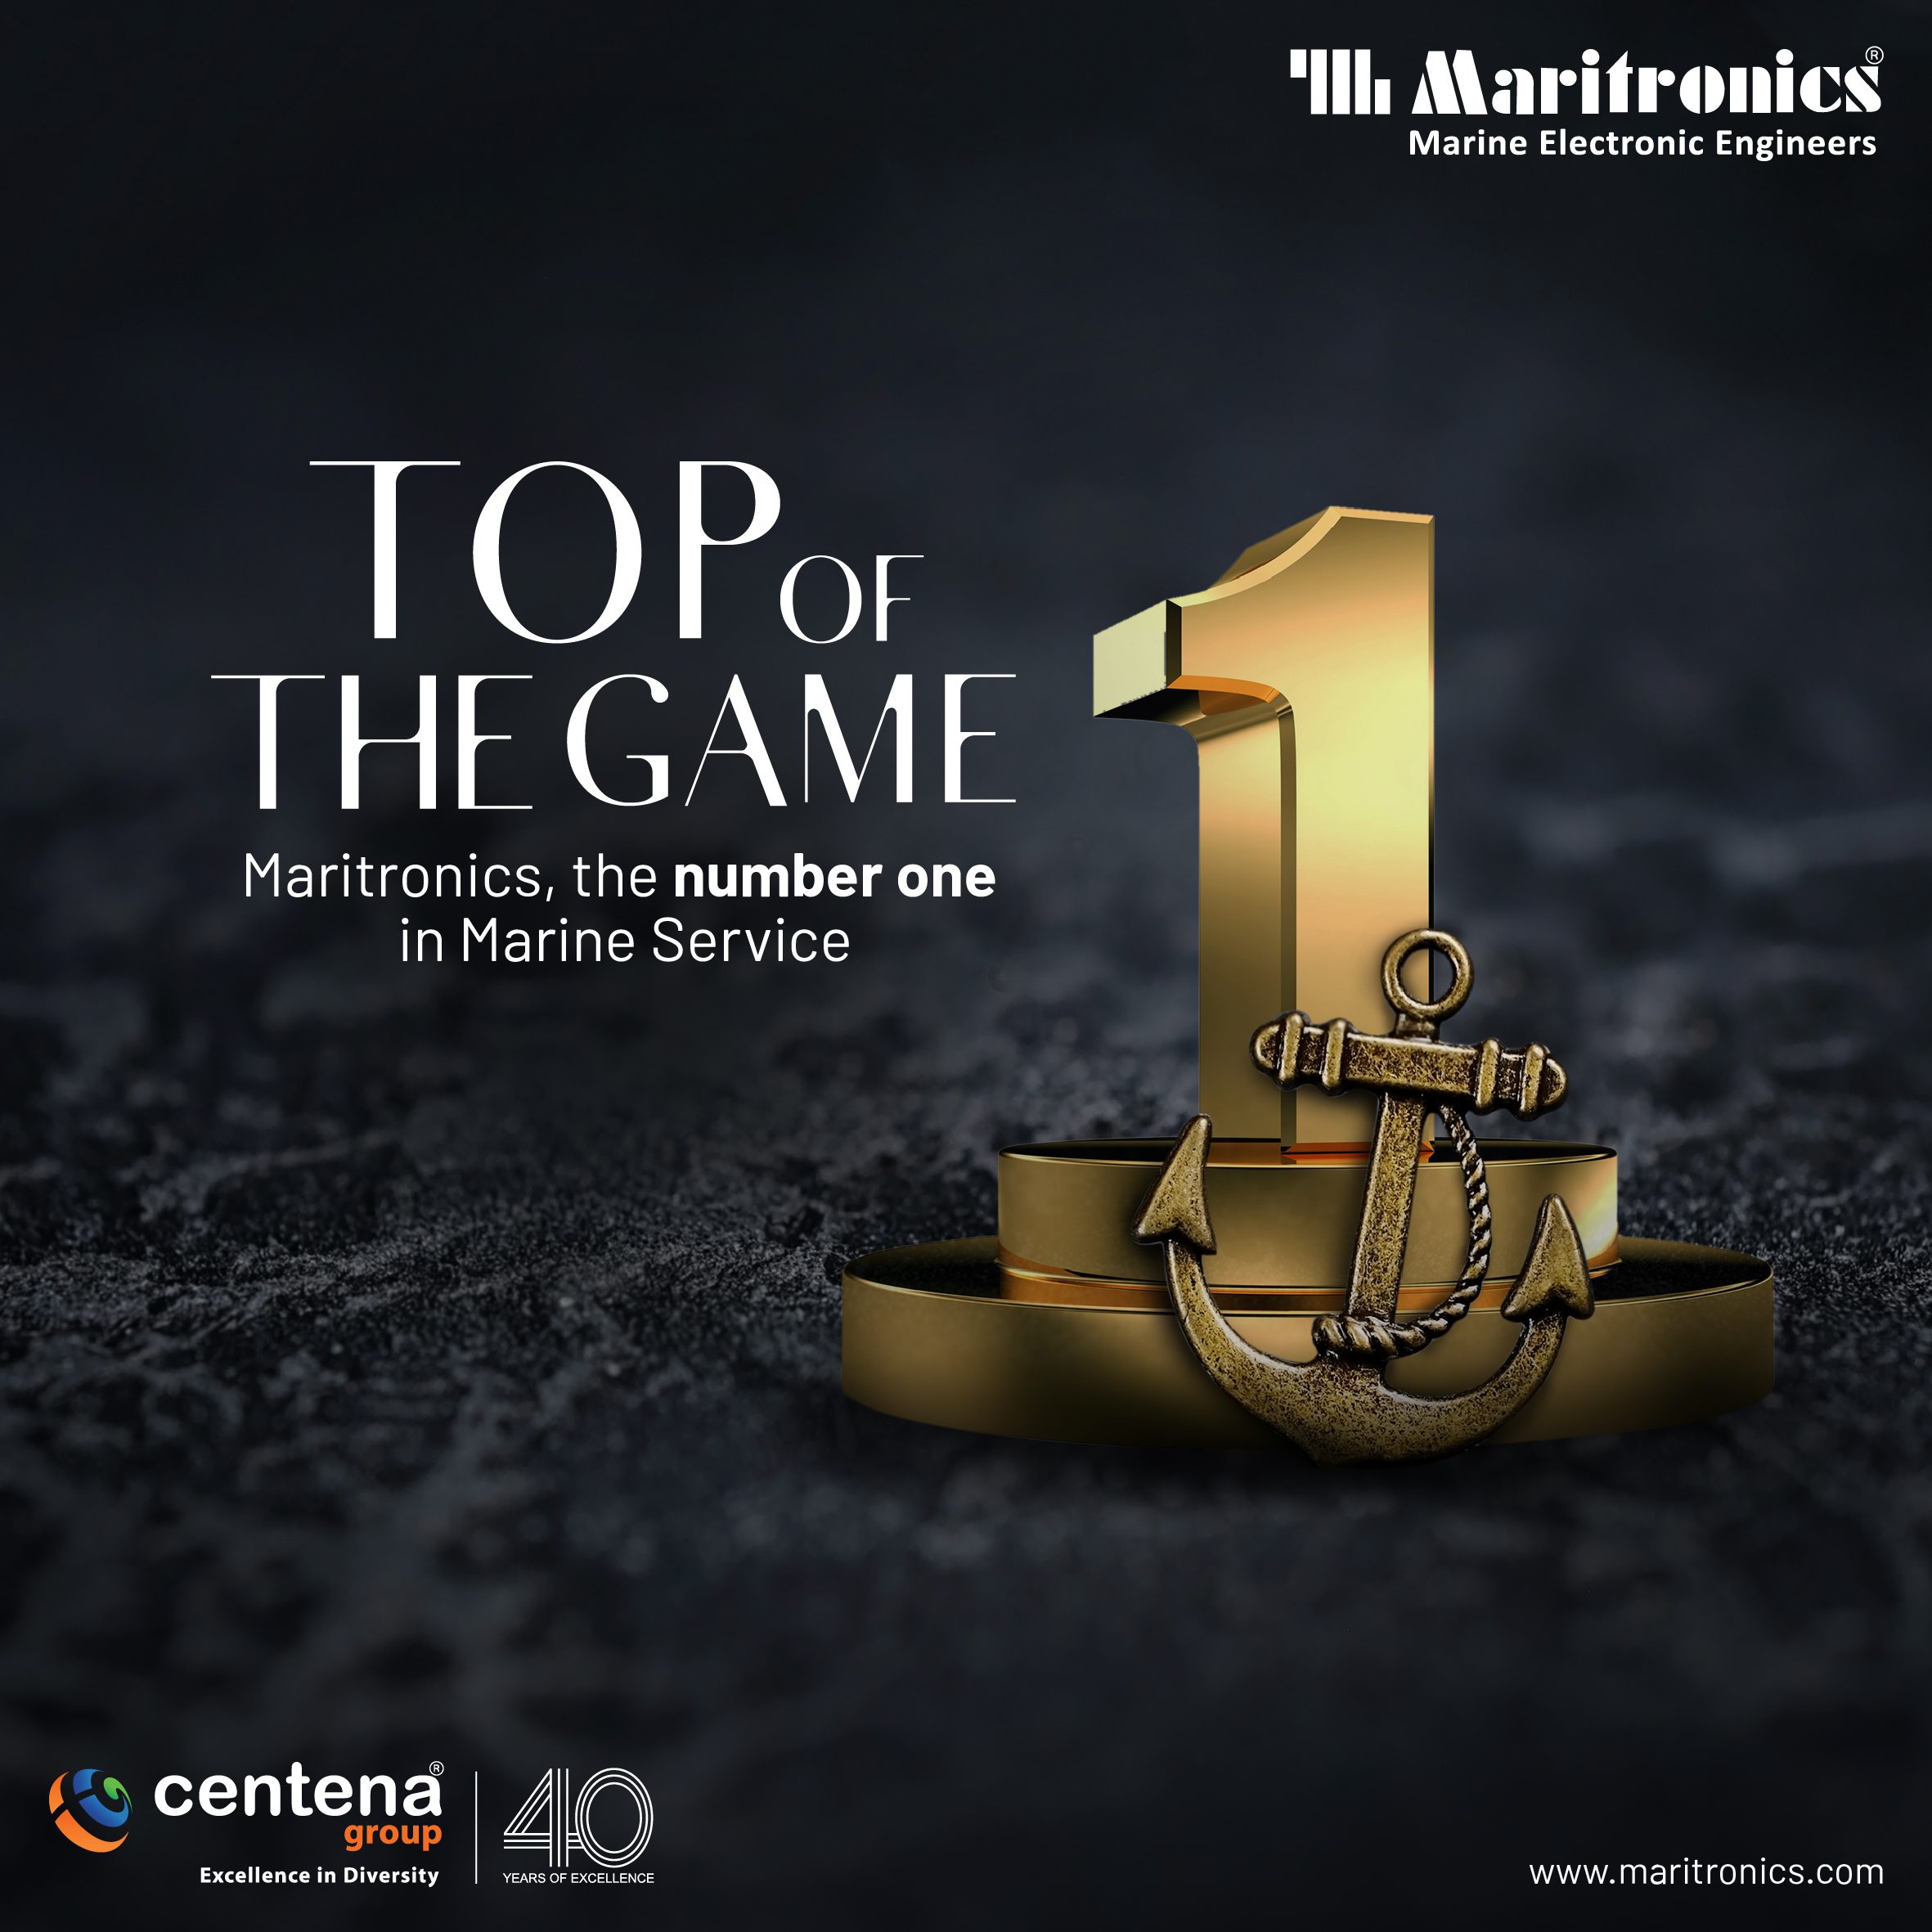 Maritronics®
Marine Electronic Engineers
TOP OF
THE GAME
Maritronics, the number one
in Marine Service
1
centena®
group
Excellence in Diversity
40
YEARS OF EXCELLENCE
www.maritronics.com